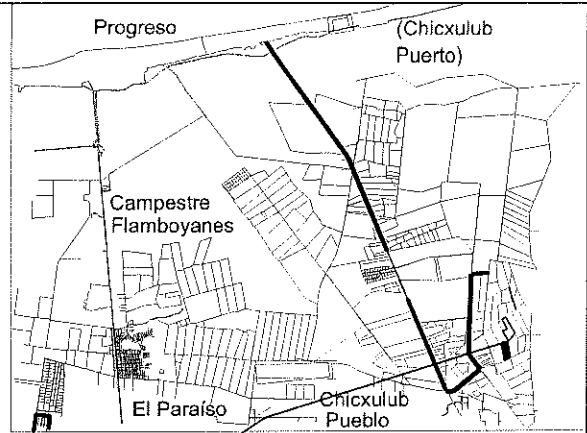 Progreso
(Chicxulub
Puerto)
Campestre
Flamboyanes
El Paraíso
Chicxulub
Pueblo